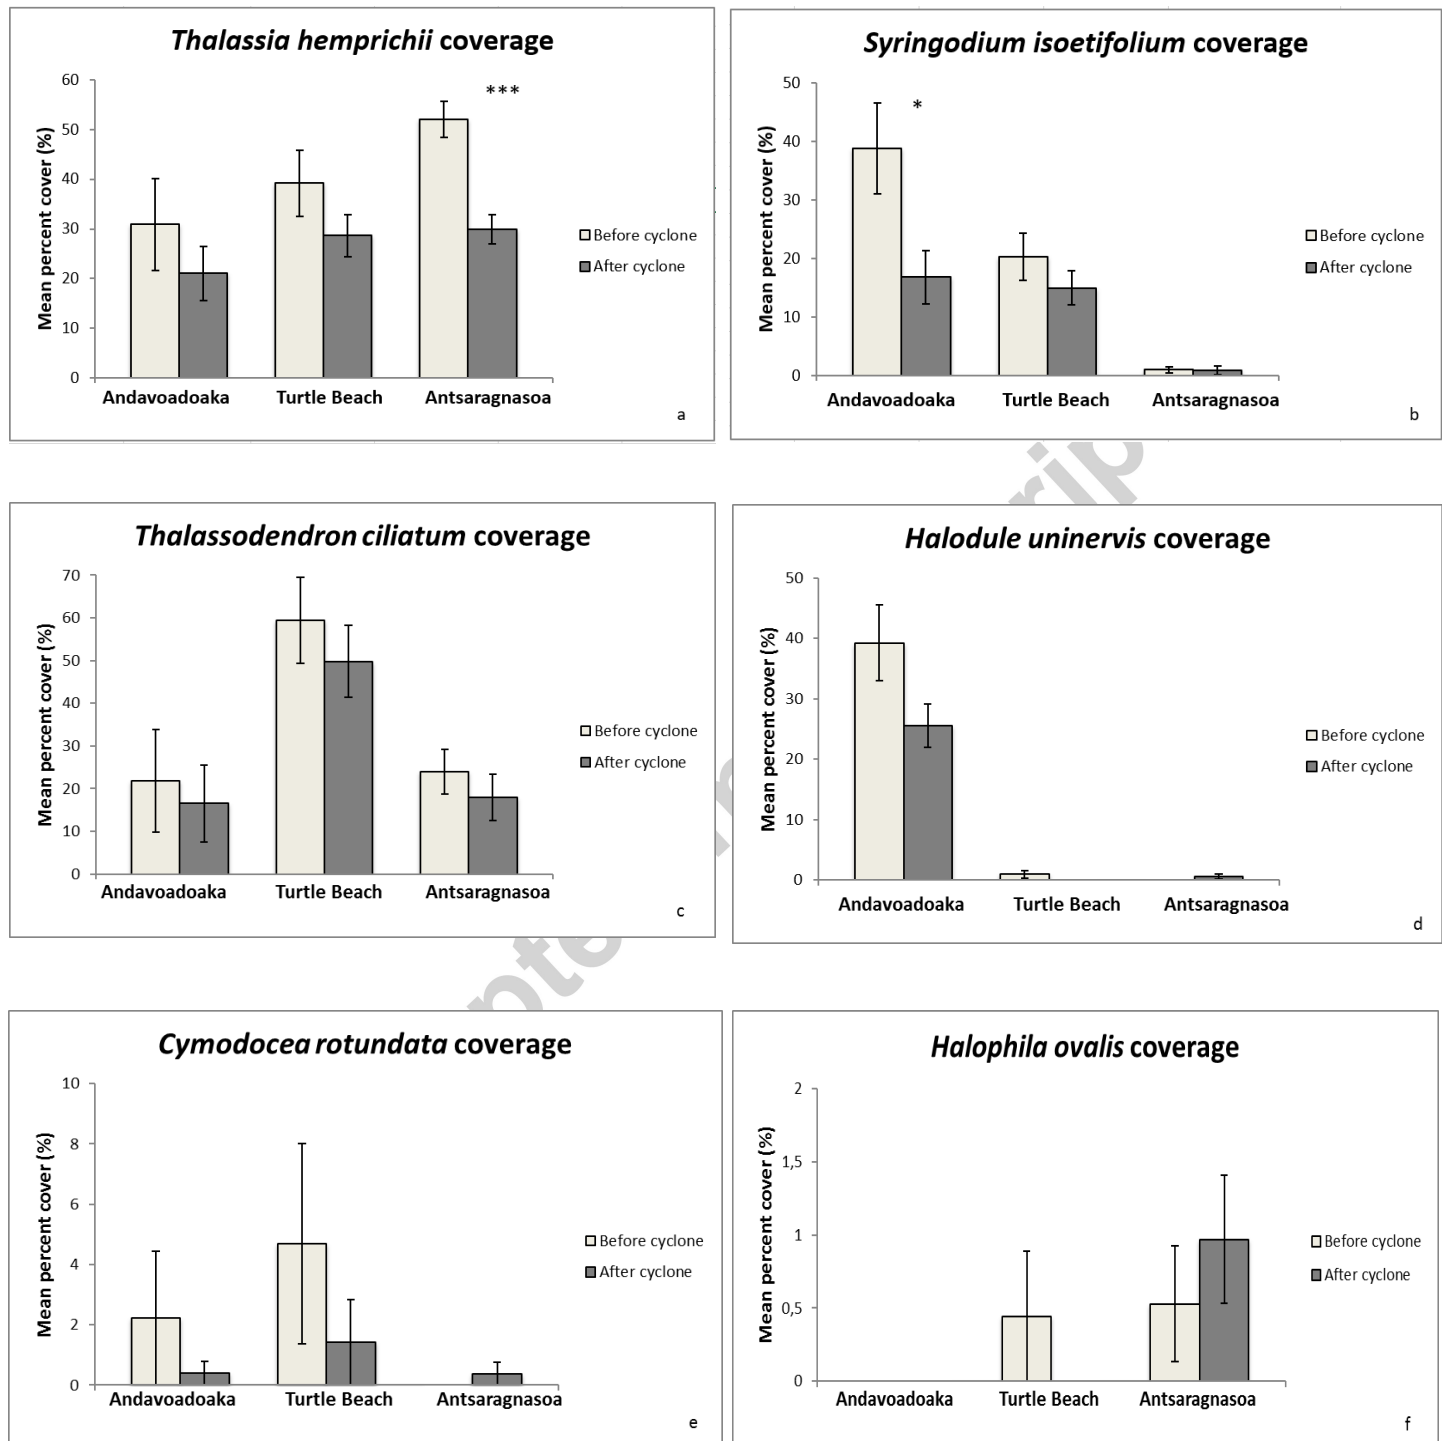 Thalassia hemprichii coverage
60
50
40
30
20
10
0
Mean percent cover (%)
***
Before cyclone
After cyclone
Andavoadoaka Turtle Beach Antsaragnasoa
a
Syringodium isoetifolium coverage
50
40
30
20
10
0
Mean percent cover (%)
*
Before cyclone
After cyclone
Andavoadoaka Turtle Beach Antsaragnasoa
b
Thalassodendron ciliatum coverage
70
60
50
40
30
20
10
0
Mean percent cover (%)
Before cyclone
After cyclone
Andavoadoaka Turtle Beach Antsaragnasoa
c
Halodule uninervis coverage
50
40
30
20
10
0
Mean percent cover (%)
Before cyclone
After cyclone
Andavoadoaka Turtle Beach Antsaragnasoa
d
Cymodocea rotundata coverage
10
8
6
4
2
0
Mean percent cover (%)
Before cyclone
After cyclone
Andavoadoaka Turtle Beach Antsaragnasoa
e
Halophila ovalis coverage
2
1,5
1
0,5
0
Mean percent cover (%)
Before cyclone
After cyclone
Andavoadoaka Turtle Beach Antsaragnasoa
f